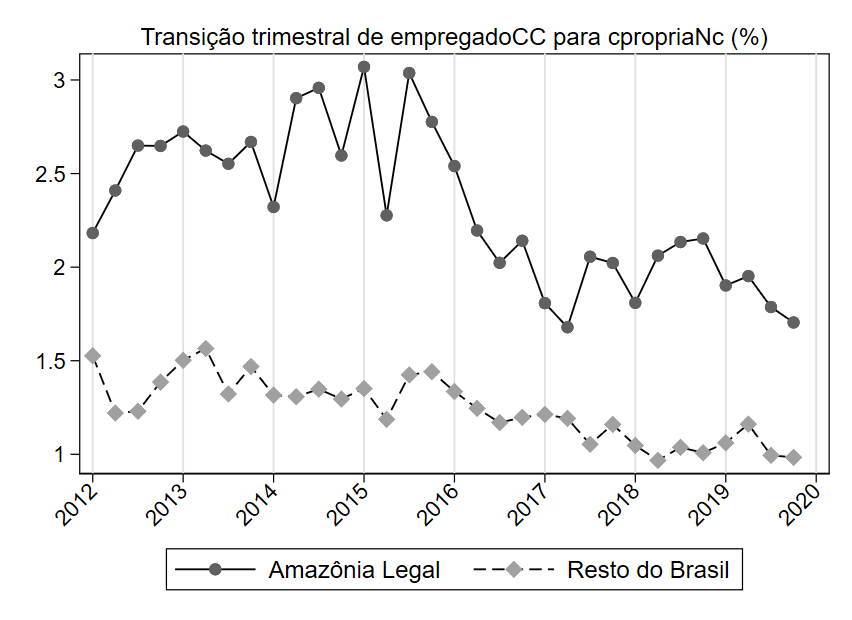 Transição trimestral de empregadoCC para cpropriaNc (%)
3
2.5
2
1.5
1
2012 2013 2014 2015 2016 2017 2018 2019 2020
Amazônia Legal Resto do Brasil